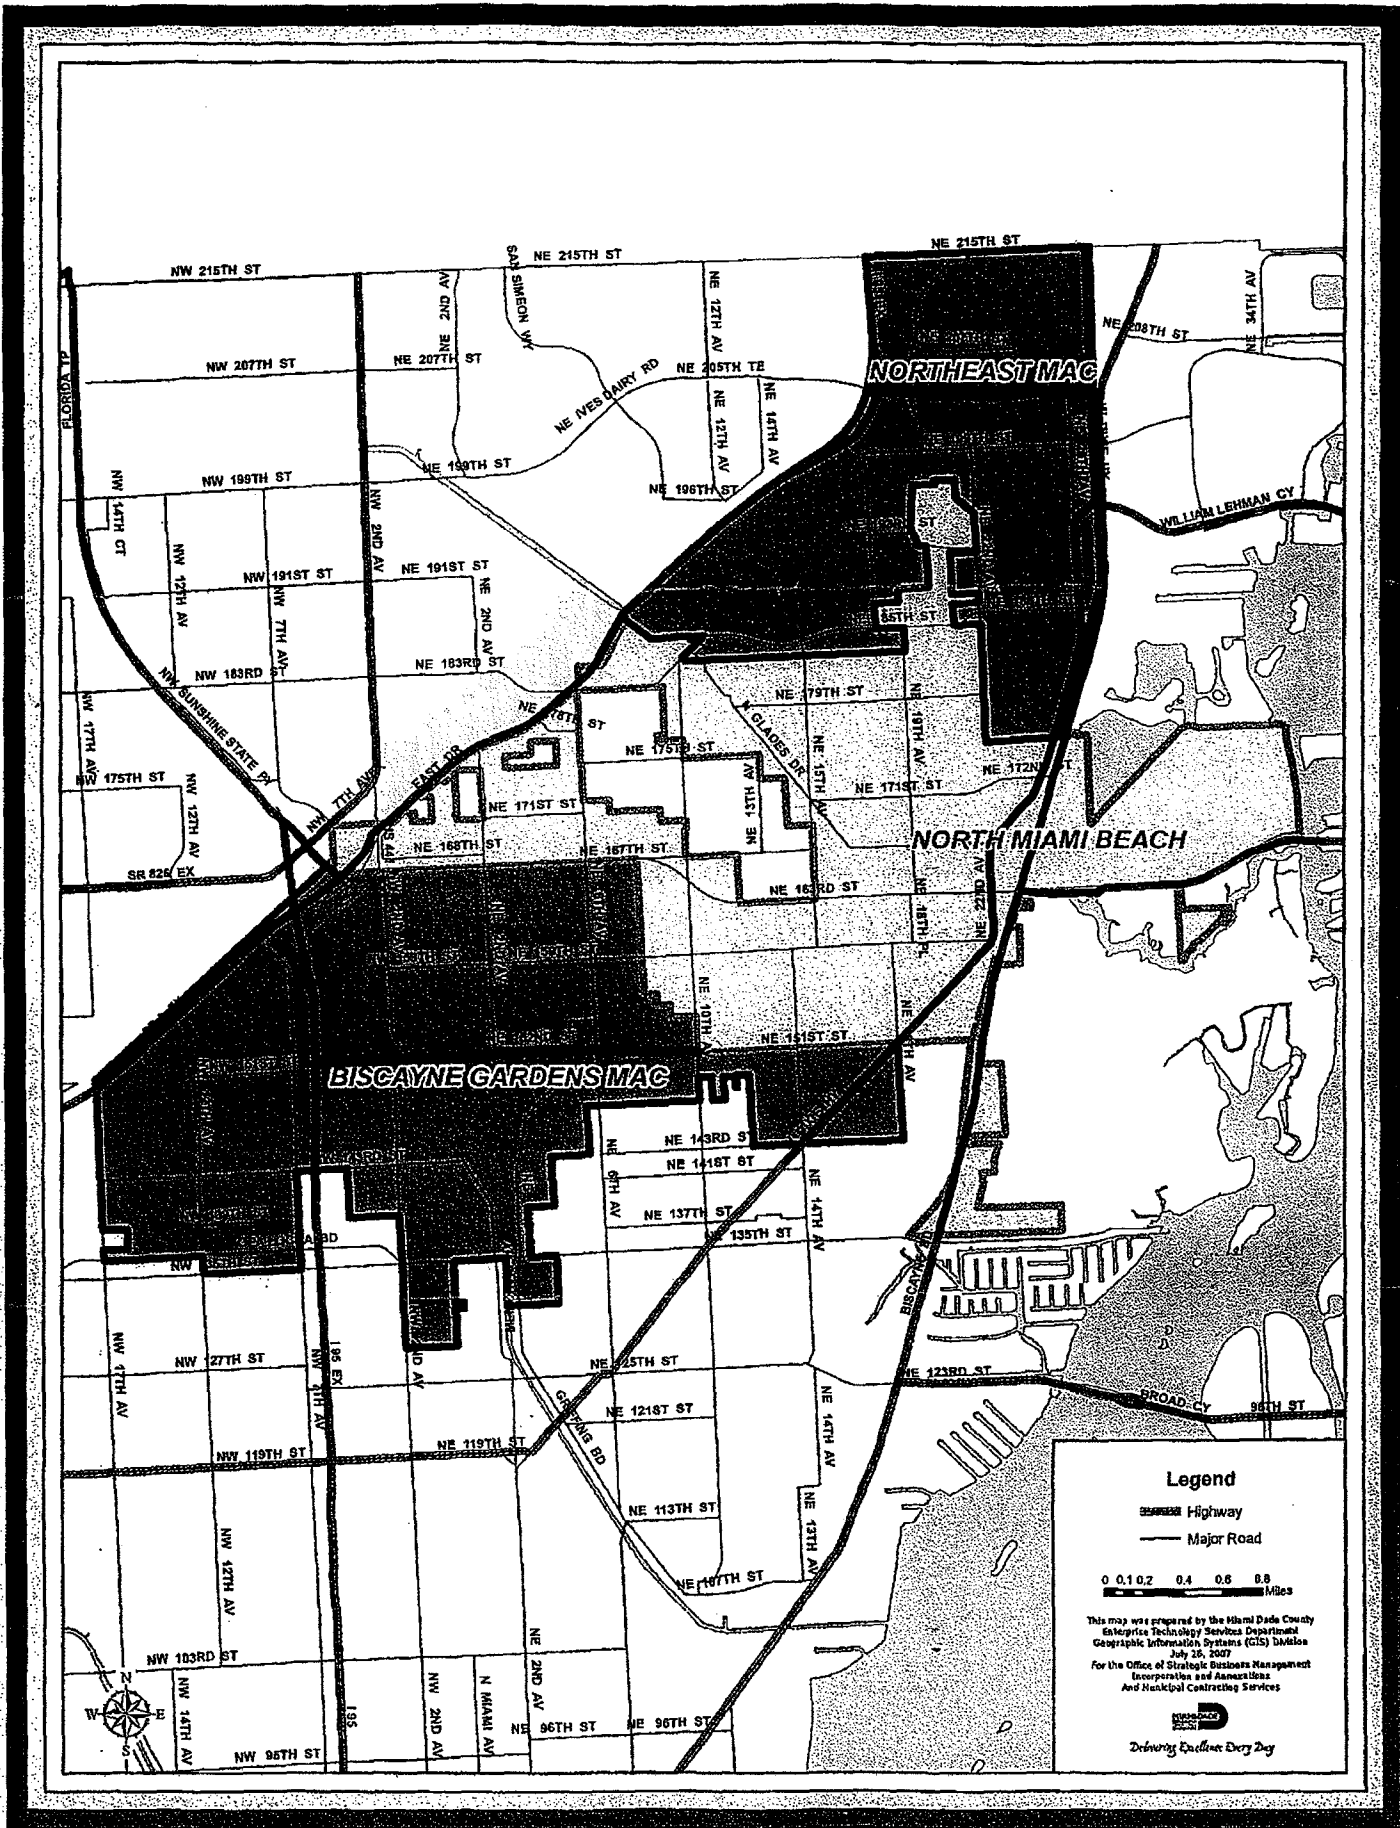 NE 215TH ST
NW 215TH ST
NE 215TH ST
NE 2ND AV
SAN SIMEON WY
NE 12TH AV
NE 34TH AV
NE 208TH ST
FLORIDA TP
NW 207TH ST
NE 207TH ST
NE 205TH TE
NE IVES DAIRY RD
NORTHEAST MAC
NE 12TH AV
NE 14TH AV
NW 199TH ST
NE 199TH ST
NE 196TH ST
WILLIAM LEHMAN CY
NW 14TH CT
NW 2ND AV
NW 12TH AV
NW 191ST ST
NE 191ST ST
NW 7TH AV
NE 2ND AV
NW 183RD ST
NE 183RD ST
NW SUNSHINE STATE PY
NE 178TH ST
NE 179TH ST
NE 19TH AV
N GLADES DR
NW 17TH AV
NE 175TH ST
NE 15TH AV
NW 175TH ST
EAST DR
NE 172ND ST
NW 12TH AV
NW 7TH AV
NE 171ST ST
NE 13TH AV
NE 171ST ST
NORTH MIAMI BEACH
NE 168TH ST
NE 167TH ST
SR 826 EX
NE 163RD ST
NE 22ND AV
NE 18TH PL
NE 10TH
NE 151ST ST
BISCAYNE GARDENS MAC
NE 143RD ST
NE 141ST ST
NE 6TH AV
NE 14TH AV
NE 137TH ST
NE 135TH ST
BISCAYNE
NW 127TH ST
NE 125TH ST
NE 123RD ST
NW 17TH AV
I 95 EX
NW 7TH AV
BROAD CY
96TH ST
GRIFFING BD
NE 121ST ST
NE 14TH AV
NW 119TH ST
NE 119TH ST
NE 113TH ST
NE 13TH AV
NW 12TH AV
NE 107TH ST
NW 103RD ST
NE 2ND AV
NW 14TH AV
I 95
NW 2ND AV
N MIAMI AV
NE 96TH ST
NE 96TH ST
NW 95TH ST
N
W E
S
Legend
Highway
Major Road
0 0.1 0.2 0.4 0.6 0.8
Miles
This map was prepared by the Miami Dade County
Enterprise Technology Services Department
Geographic Information Systems (GIS) Division
July 26, 2007
For the Office of Strategic Business Management
Incorporation and Annexations
And Municipal Contracting Services
MIAMI-DADE
Delivering Excellence Every Day